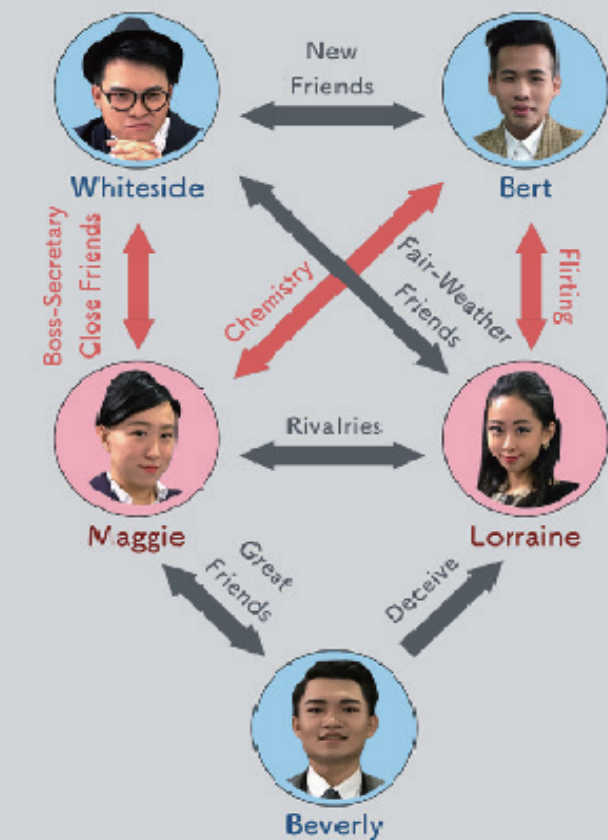 New
Friends
Whiteside
Bert
Boss-Secretary
Close Friends
Chemistry
Fair-Weather
Friends
Flirting
Rivalries
Maggie
Lorraine
Great
Friends
Deceive
Beverly